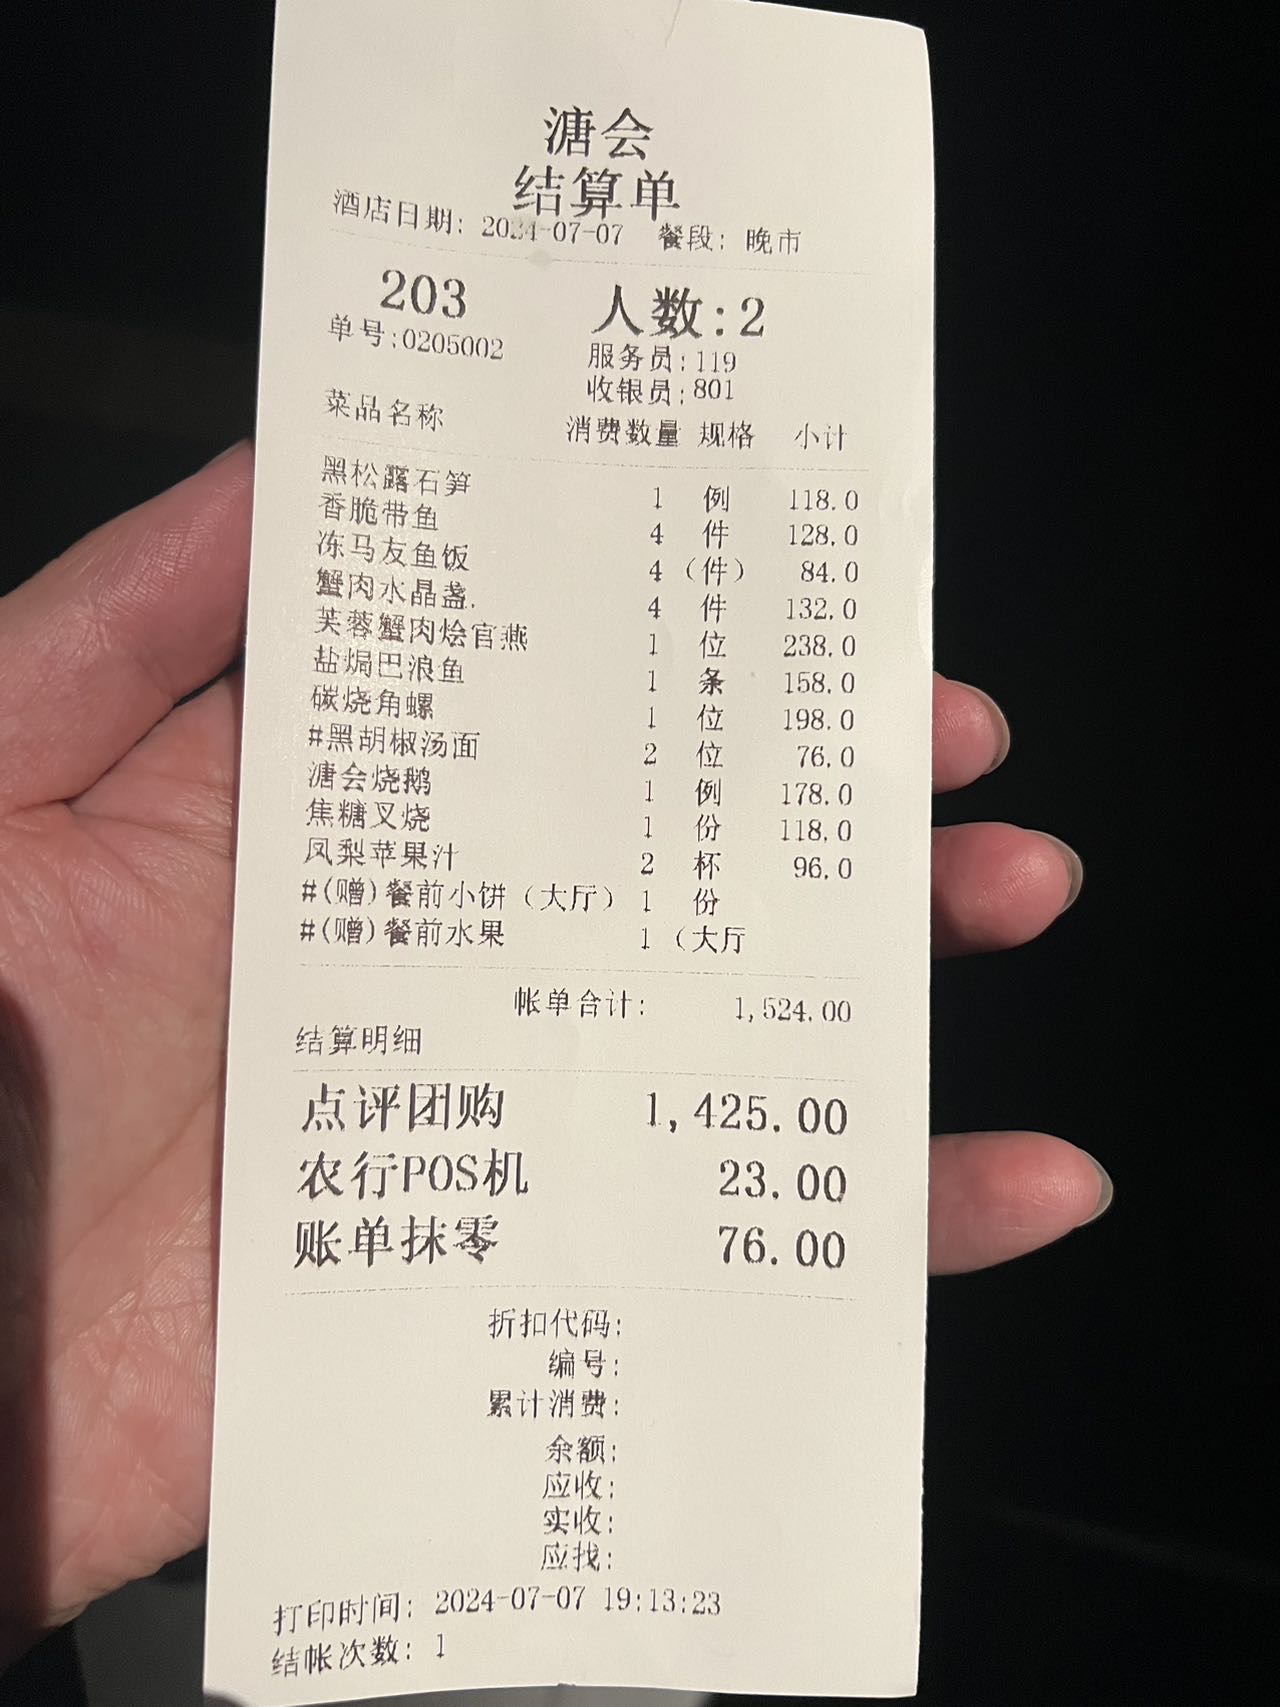 溏会
结算单
酒店日期: 2024-07-07 餐段: 晚市
203 人数:2
单号:0205002 服务员:119
收银员:801
菜品名称 消费数量 规格 小计
黑松露石笋 1 例 118.0
香脆带鱼 4 件 128.0
冻马友鱼饭 4 (件) 84.0
蟹肉水晶盏. 4 件 132.0
芙蓉蟹肉烩官燕 1 位 238.0
盐焗巴浪鱼 1 条 158.0
碳烧角螺 1 位 198.0
#黑胡椒汤面 2 位 76.0
溏会烧鹅 1 例 178.0
焦糖叉烧 1 份 118.0
凤梨苹果汁 2 杯 96.0
#(赠)餐前小饼(大厅) 1 份
#(赠)餐前水果 1 (大厅
帐单合计: 1,524.00
结算明细
点评团购 1,425.00
农行POS机 23.00
账单抹零 76.00
折扣代码:
编号:
累计消费:
余额:
应收:
实收:
应找:
打印时间: 2024-07-07 19:13:23
结帐次数: 1